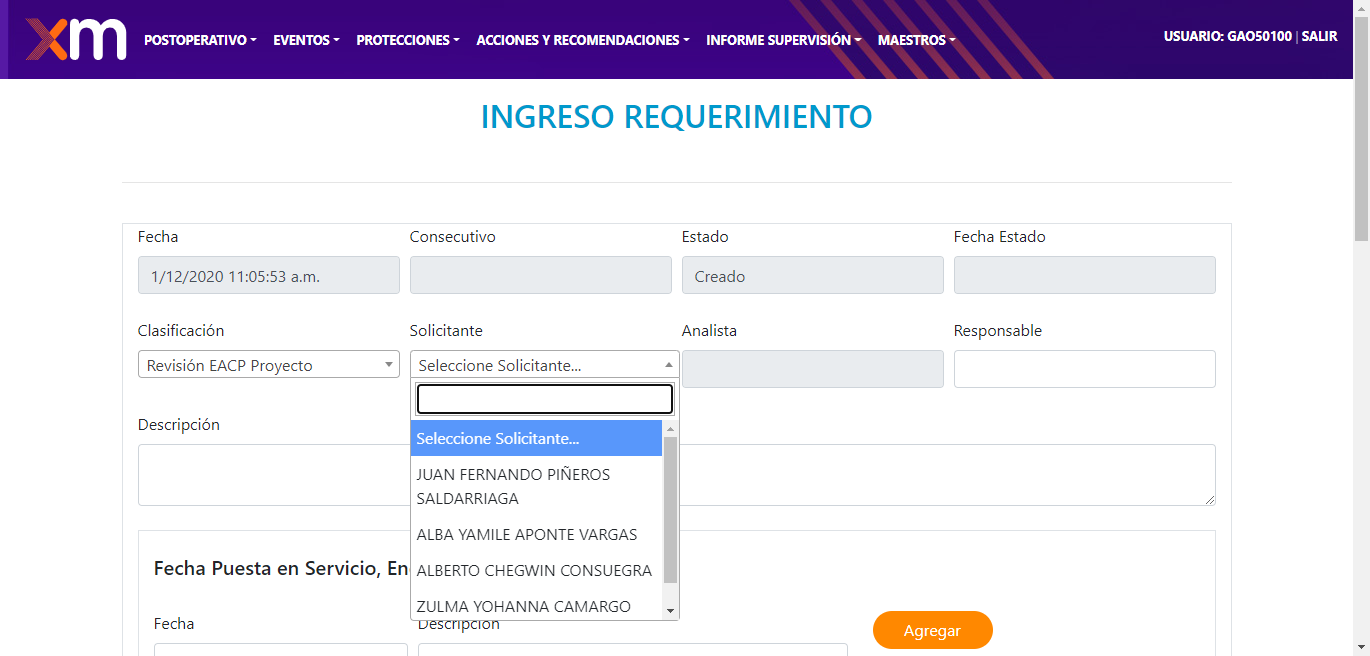 xm POSTOPERATIVO EVENTOS PROTECCIONES ACCIONES Y RECOMENDACIONES INFORME SUPERVISIÓN MAESTROS USUARIO: GAO50100 | SALIR
INGRESO REQUERIMIENTO
Fecha Consecutivo Estado Fecha Estado
1/12/2020 11:05:53 a.m. Creado
Clasificación Solicitante Analista Responsable
Revisión EACP Proyecto Seleccione Solicitante...
Descripción
Seleccione Solicitante...
JUAN FERNANDO PIÑEROS
SALDARRIAGA
ALBA YAMILE APONTE VARGAS
Fecha Puesta en Servicio, En
ALBERTO CHEGWIN CONSUEGRA
ZULMA YOHANNA CAMARGO
Fecha Descripción Agregar